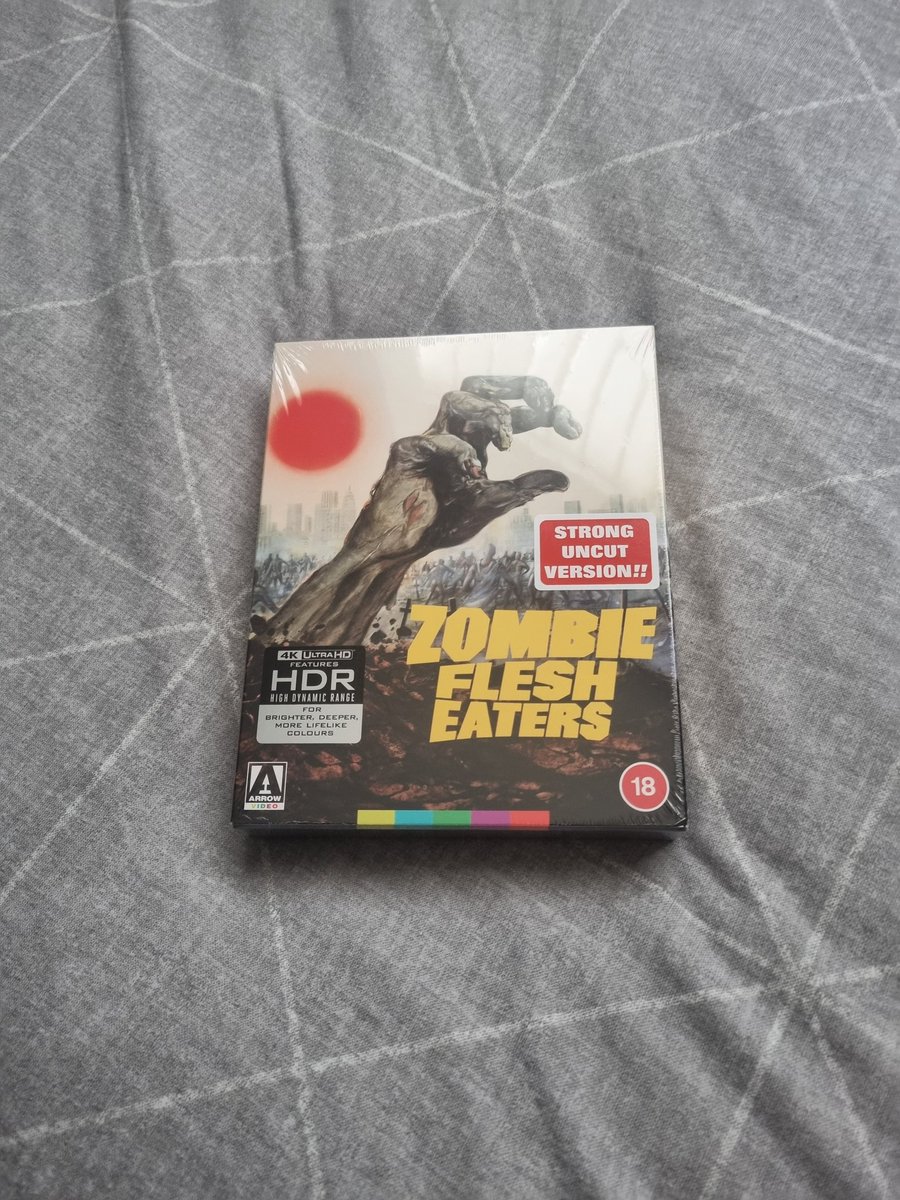 STRONG
UNCUT
VERSION!!
ZOMBIE
FLESH
EATERS
4K ULTRA HD
FEATURES
HDR
HIGH DYNAMIC RANGE
FOR
BRIGHTER, DEEPER,
MORE LIFELIKE
COLOURS
A
ARROW
VIDEO
18